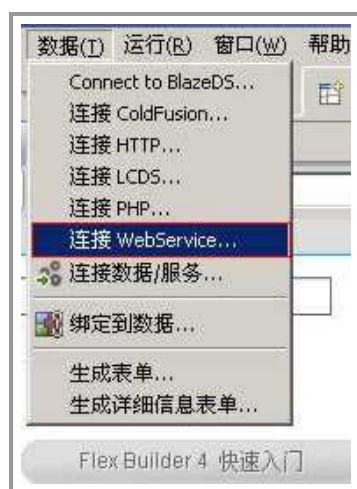 数据(T) 运行(R) 窗口(W) 帮助
Connect to BlazeDS...
连接 ColdFusion...
连接 HTTP...
连接 LCDS...
连接 PHP...
连接 WebService...
连接数据/服务...
绑定到数据...
生成表单...
生成详细信息表单...
Flex Builder 4 快速入门